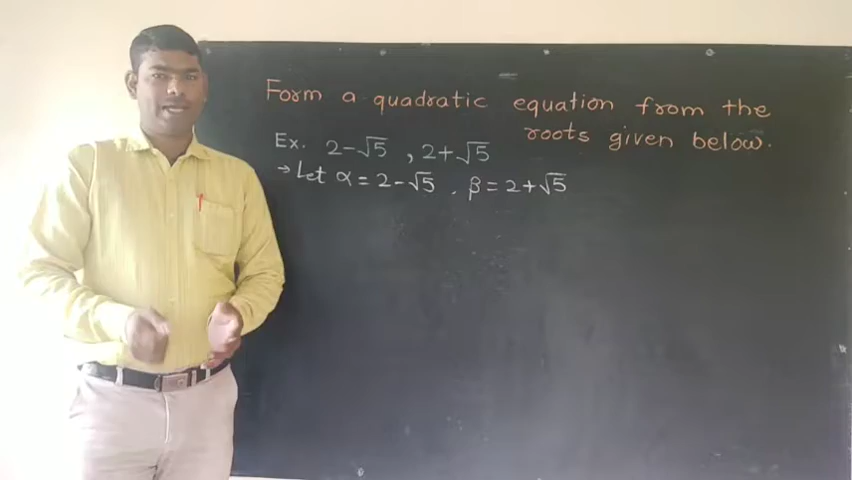 Form a quadratic equation from the
roots given below.
Ex. 2-√5 , 2+√5
→ Let α = 2-√5 , β = 2+√5